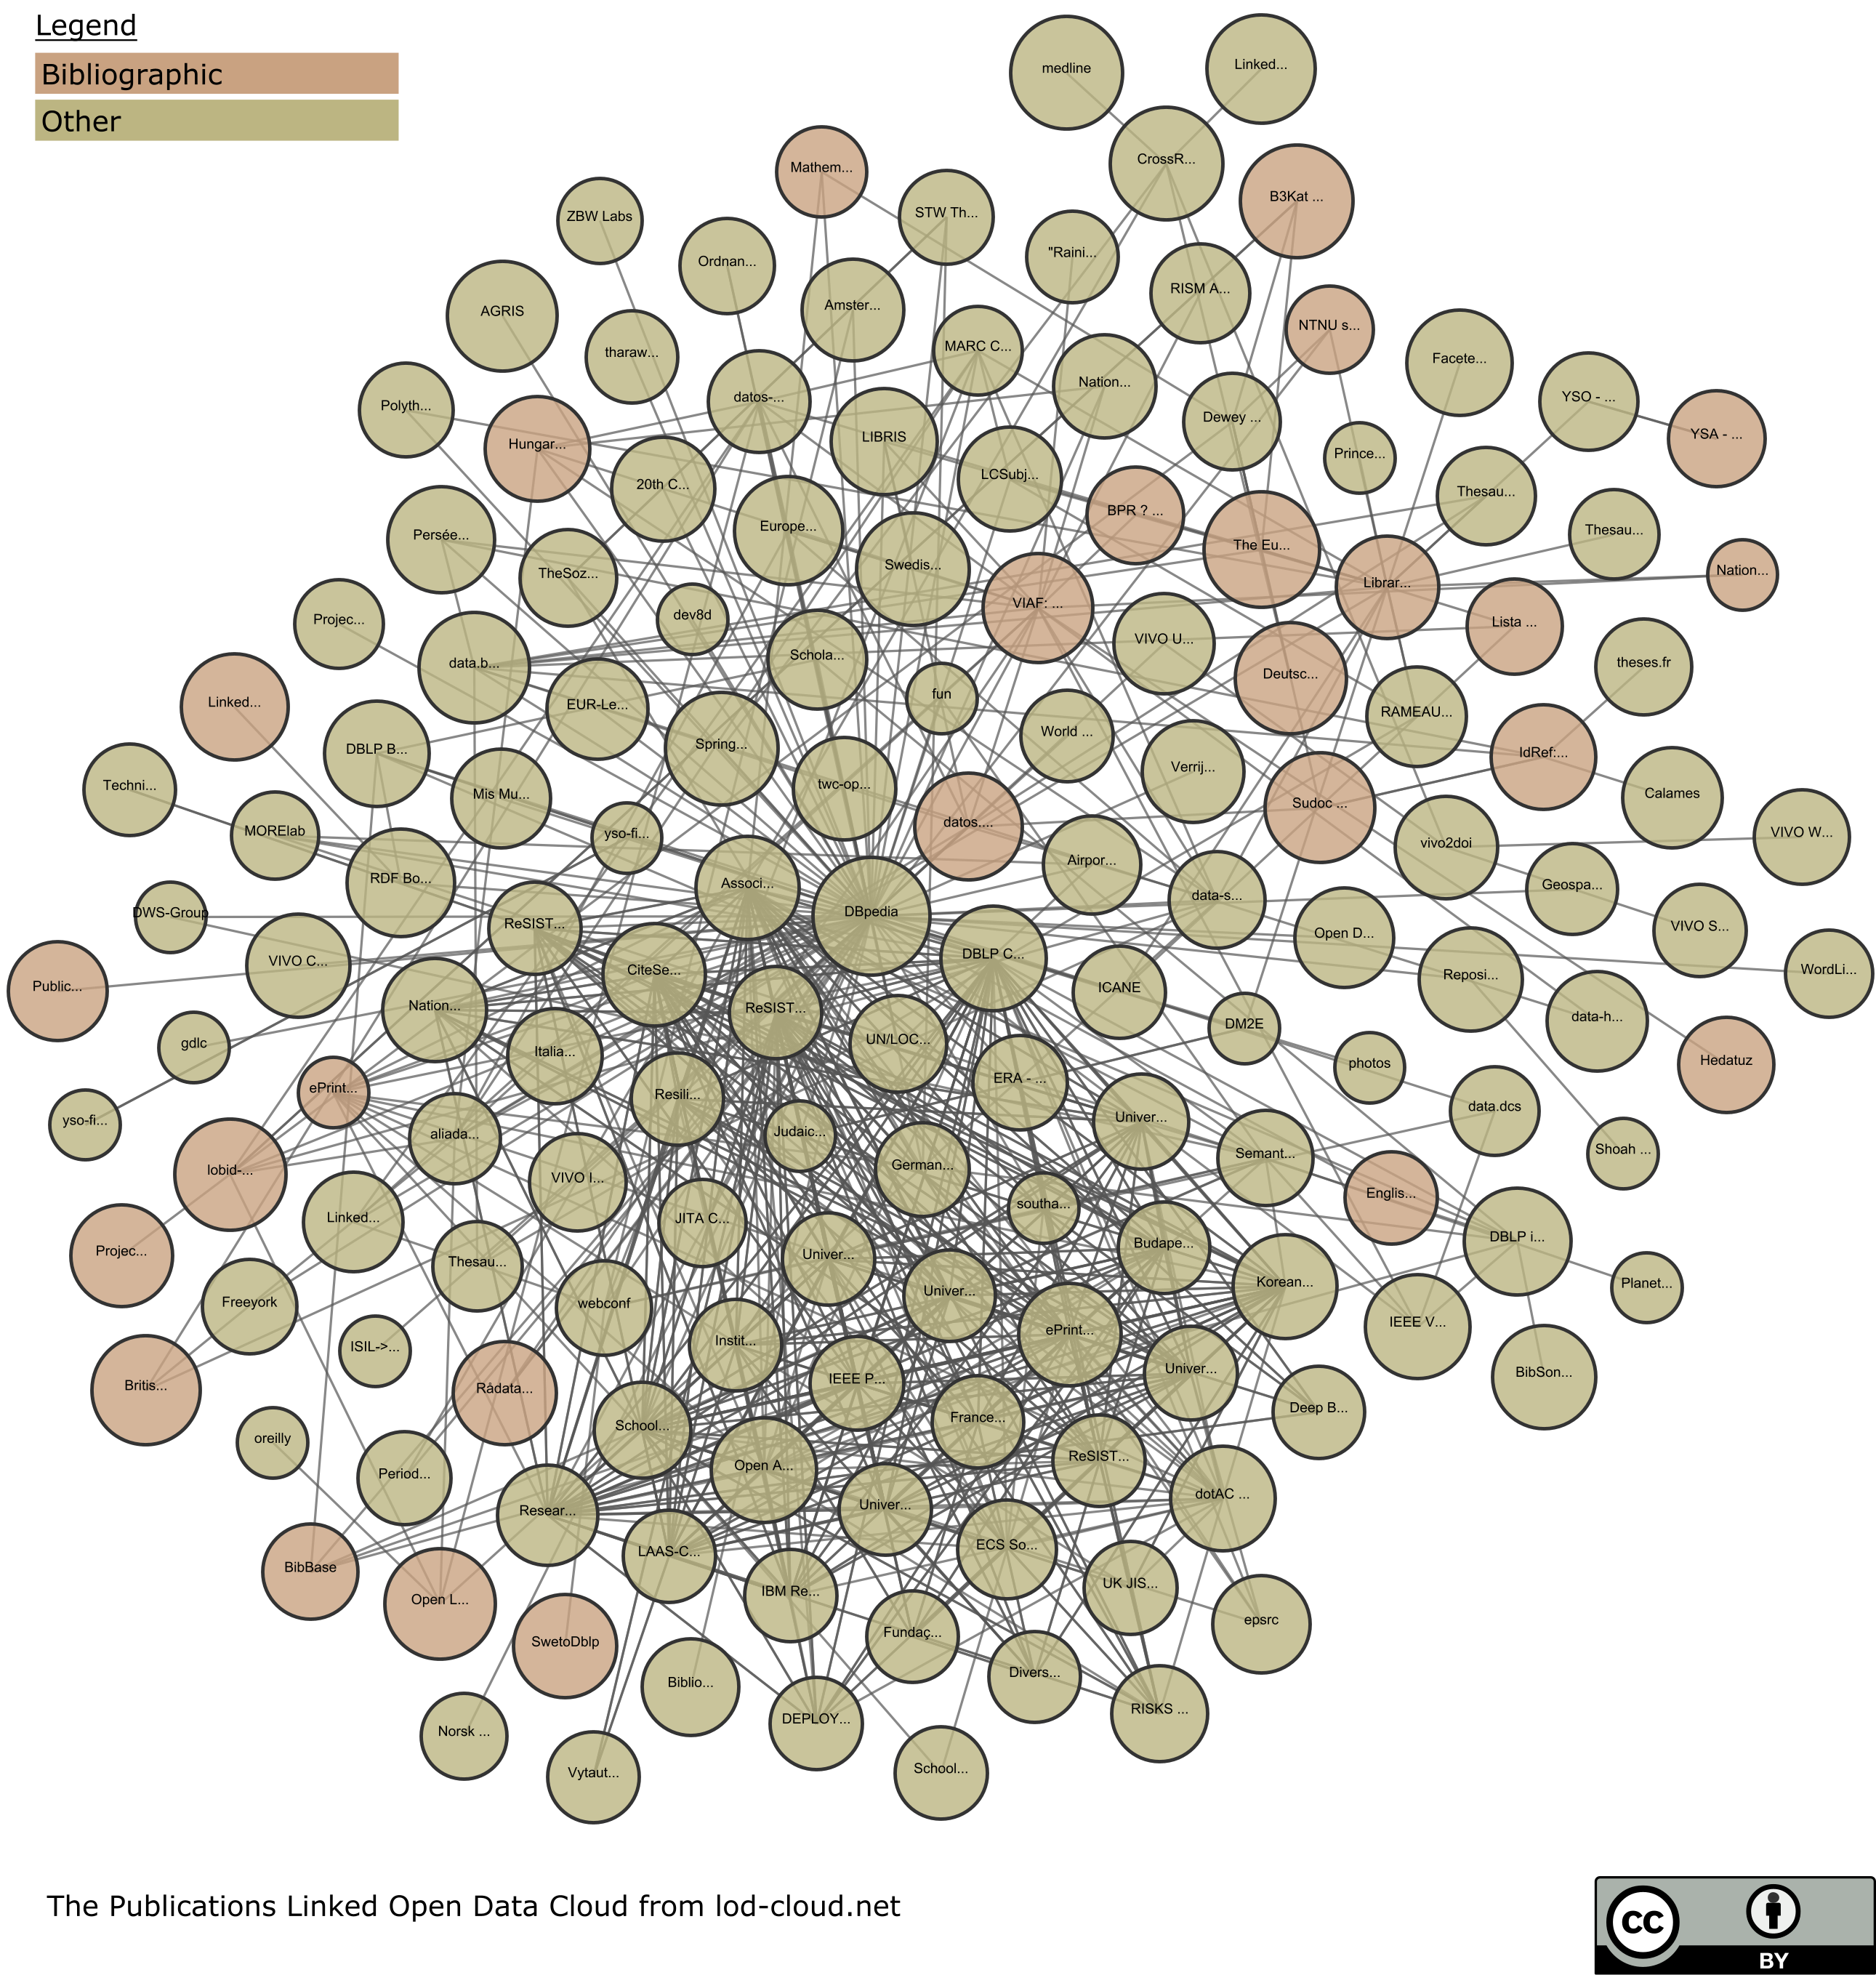 Legend
Bibliographic
Other
medline
Linked...
CrossR...
Mathem...
B3Kat ...
ZBW Labs
STW Th...
Ordnan...
"Raini...
RISM A...
AGRIS
Amster...
NTNU s...
tharaw...
MARC C...
Facete...
Nation...
datos-...
YSO - ...
Polyth...
Dewey ...
YSA - ...
Hungar...
LIBRIS
Prince...
LCSubj...
20th C...
Thesau...
BPR ? ...
Europe...
Thesau...
Persée...
The Eu...
Swedis...
TheSoz...
Nation...
Librar...
VIAF: ...
dev8d
Projec...
Lista ...
VIVO U...
Schola...
data.b...
theses.fr
Deutsc...
fun
Linked...
EUR-Le...
RAMEAU...
World ...
Spring...
DBLP B...
IdRef:...
Verrij...
twc-op...
Techni...
Mis Mu...
Calames
Sudoc ...
datos....
MORElab
yso-fi...
VIVO W...
vivo2doi
Airpor...
RDF Bo...
Associ...
Geospa...
data-s...
DWS-Group
DBpedia
ReSIST...
VIVO S...
Open D...
DBLP C...
VIVO C...
CiteSe...
WordLi...
Reposi...
Public...
ICANE
Nation...
ReSIST...
data-h...
DM2E
UN/LOC...
gdlc
Italia...
Hedatuz
photos
ERA - ...
ePrint...
Resili...
data.dcs
Univer...
yso-fi...
aliada...
Judaic...
Shoah ...
Semant...
German...
lobid-...
VIVO I...
Englis...
southa...
Linked...
JITA C...
DBLP i...
Budape...
Projec...
Univer...
Thesau...
Korean...
Planet...
Univer...
Freeyork
webconf
IEEE V...
ePrint...
Instit...
ISIL->...
Univer...
BibSon...
IEEE P...
Britis...
Rådata...
Deep B...
France...
School...
oreilly
ReSIST...
Open A...
Period...
dotAC ...
Univer...
Resear...
ECS So...
LAAS-C...
BibBase
UK JIS...
IBM Re...
Open L...
epsrc
Fundaç...
SwetoDblp
Divers...
Biblio...
RISKS ...
DEPLOY...
Norsk ...
School...
Vytaut...
The Publications Linked Open Data Cloud from lod-cloud.net
cc
BY